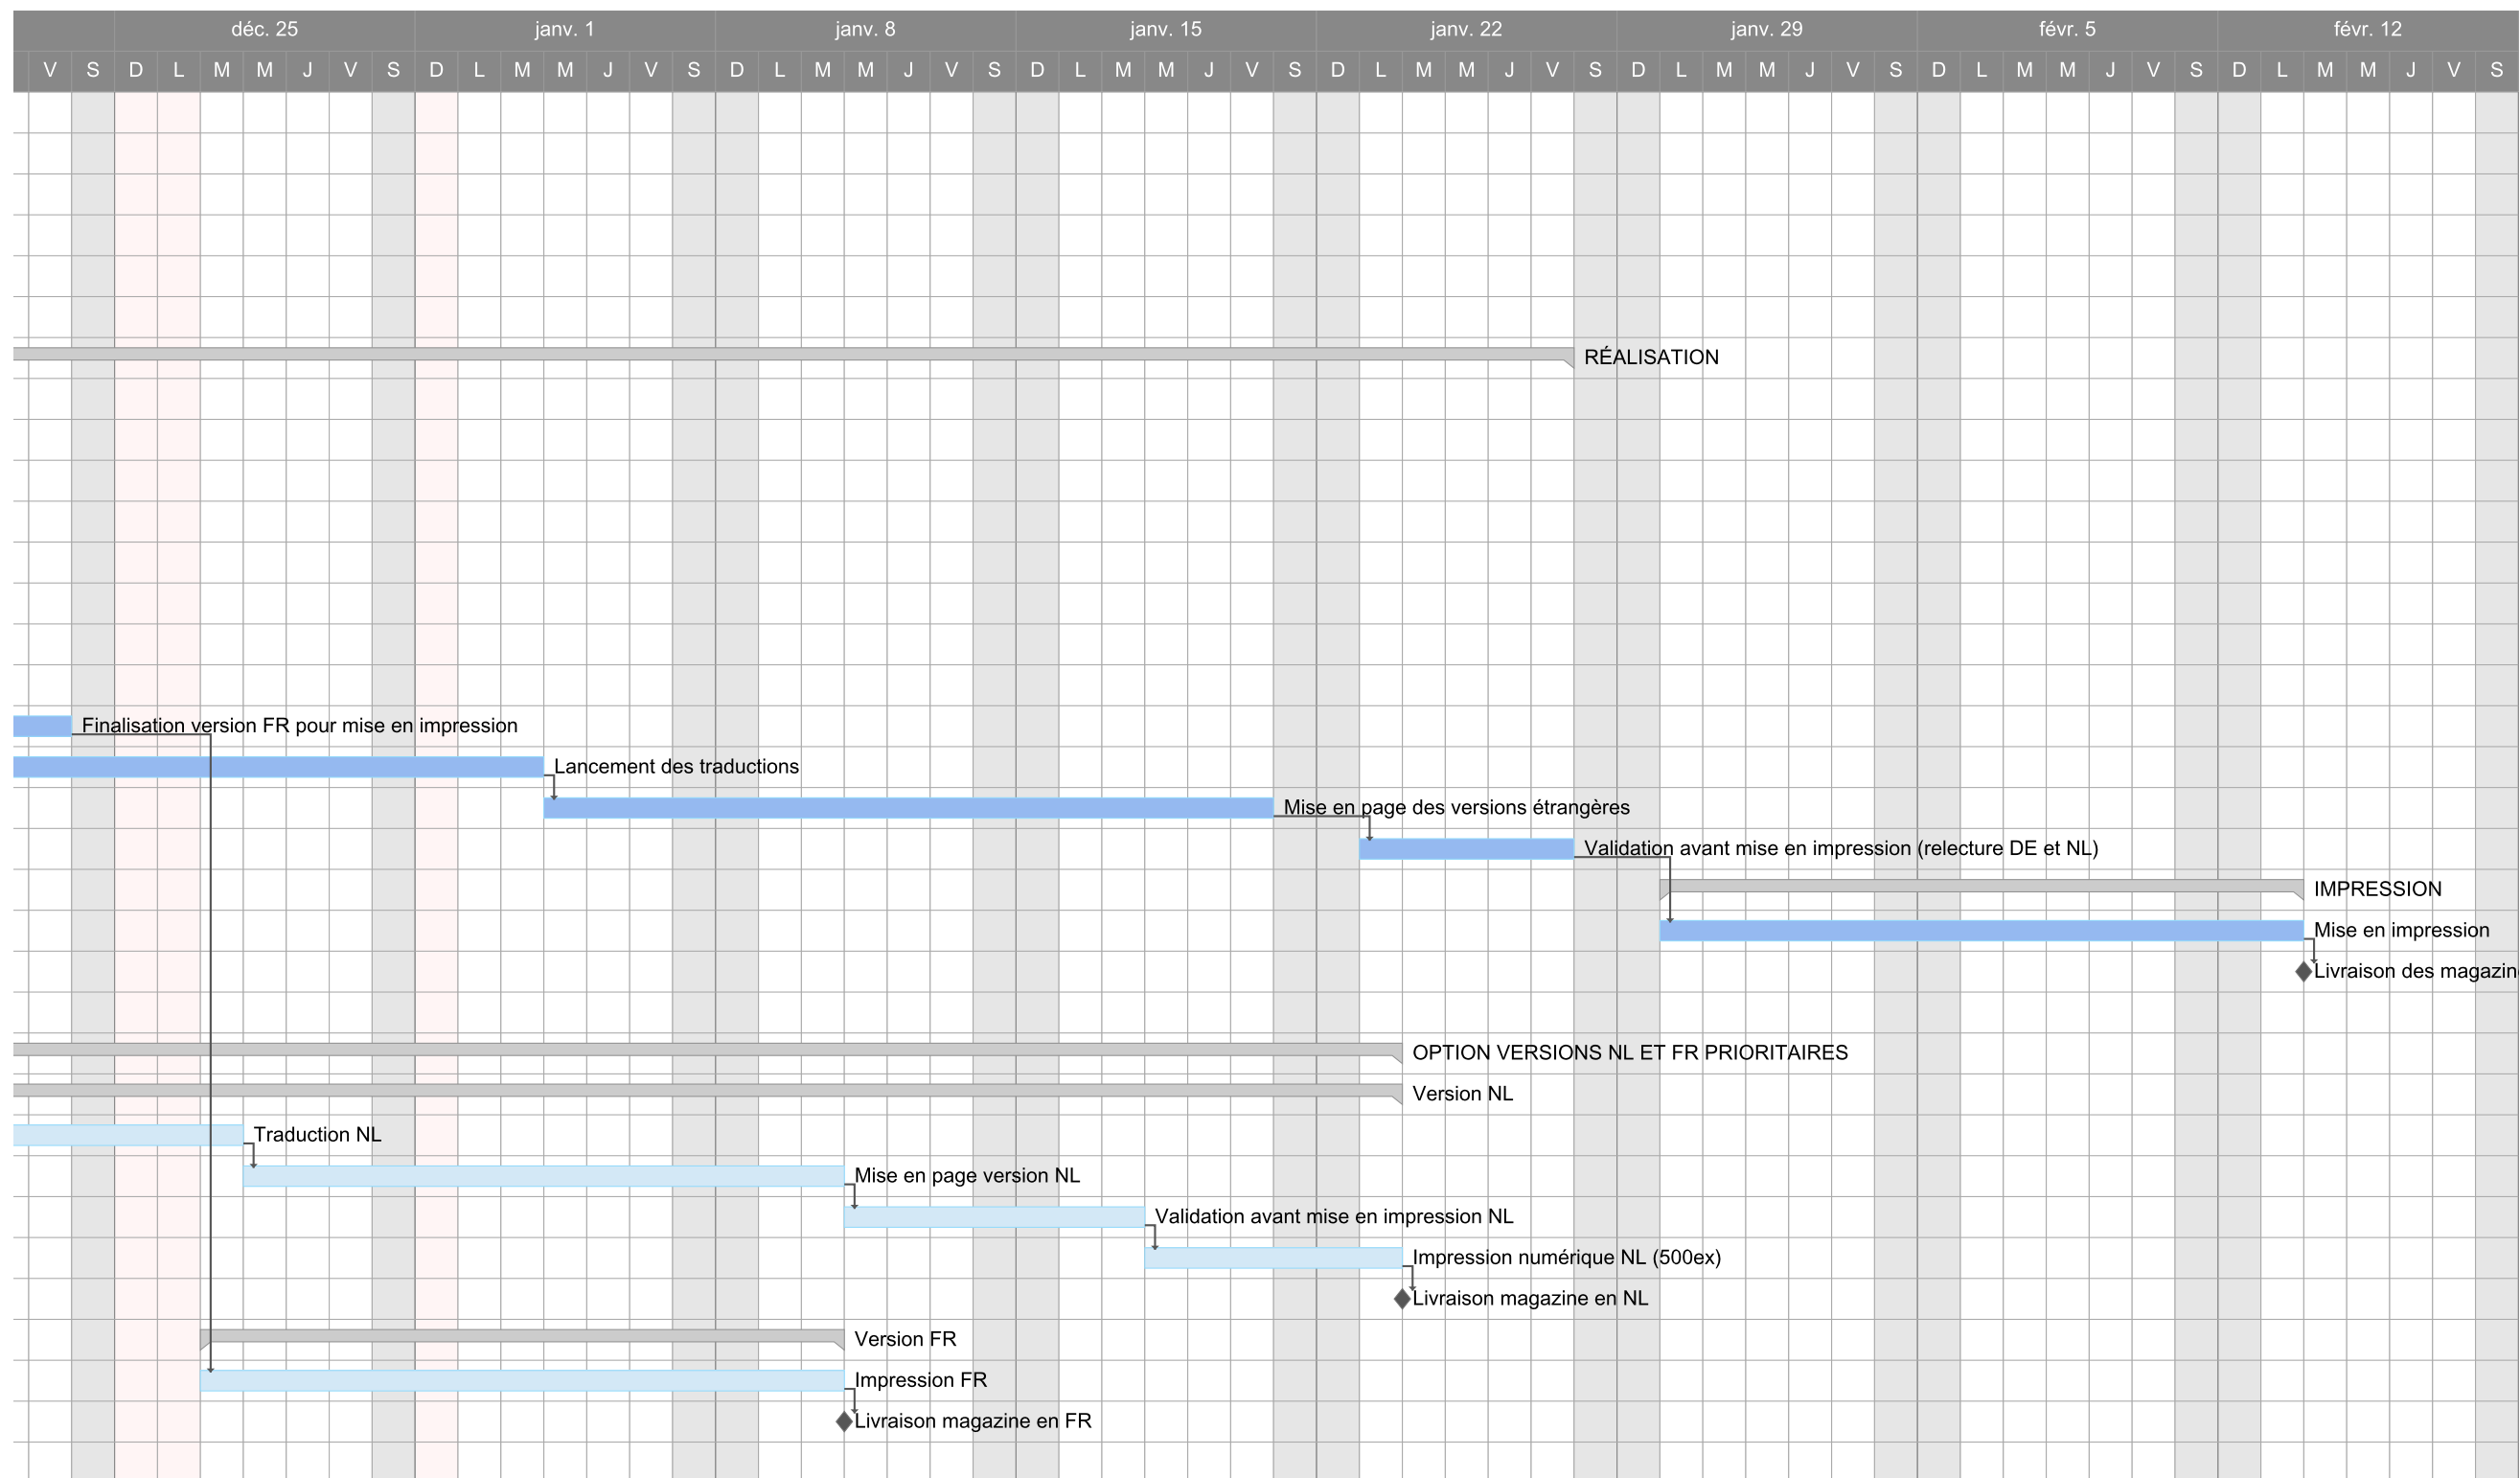 déc. 25 janv. 1 janv. 8 janv. 15 janv. 22 janv. 29 févr. 5 févr. 12
V S D L M M J V S D L M M J V S D L M M J V S D L M M J V S D L M M J V S D L M M J V S D L M M J V S D L M M J V S
RÉALISATION
Finalisation version FR pour mise en impression
Lancement des traductions
Mise en page des versions étrangères
Validation avant mise en impression (relecture DE et NL)
IMPRESSION
Mise en impression
Livraison des magazin
OPTION VERSIONS NL ET FR PRIORITAIRES
Version NL
Traduction NL
Mise en page version NL
Validation avant mise en impression NL
Impression numérique NL (500ex)
Livraison magazine en NL
Version FR
Impression FR
Livraison magazine en FR